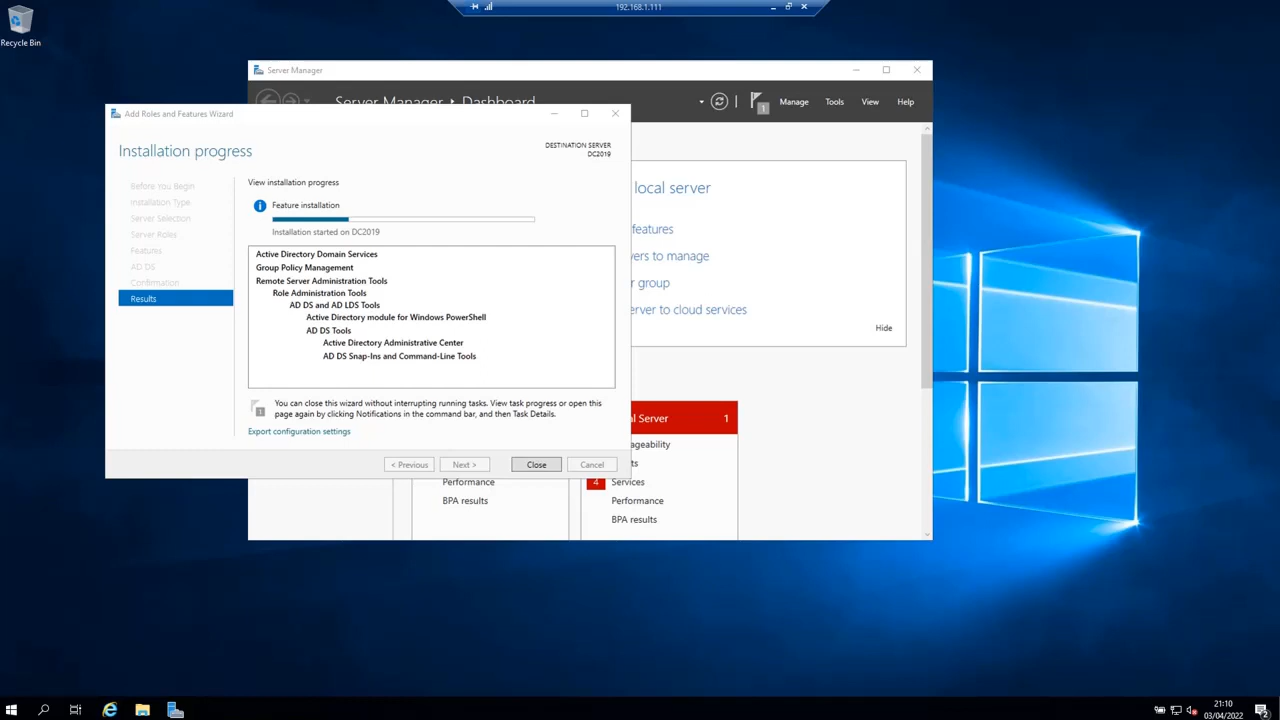 192.168.1.111
Recycle Bin
Server Manager
Server Manager • Dashboard
1
Manage
Tools
View
Help
Add Roles and Features Wizard
Installation progress
DESTINATION SERVER
DC2019
Before You Begin
Installation Type
Server Selection
Server Roles
Features
AD DS
Confirmation
Results
View installation progress
Feature installation
Installation started on DC2019
Active Directory Domain Services
Group Policy Management
Remote Server Administration Tools
Role Administration Tools
AD DS and AD LDS Tools
Active Directory module for Windows PowerShell
AD DS Tools
Active Directory Administrative Center
AD DS Snap-Ins and Command-Line Tools
1
You can close this wizard without interrupting running tasks. View task progress or open this
page again by clicking Notifications in the command bar, and then Task Details.
Export configuration settings
< Previous
Next >
Close
Cancel
local server
features
ers to manage
group
erver to cloud services
Hide
al Server
1
ageability
ts
4
Services
Performance
BPA results
Performance
BPA results
21:10
03/04/2022
2